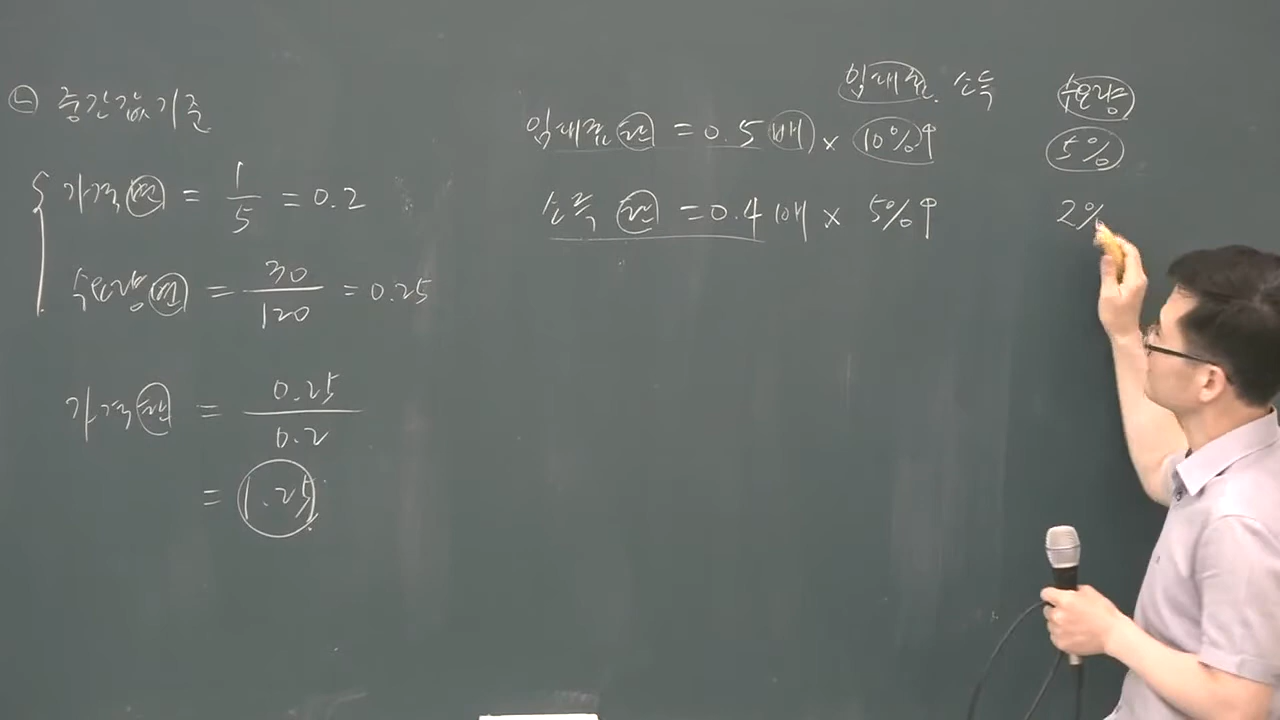 ㉡ 중간값 기준
가격 변 = 1/5 = 0.2
수요량 변 = 30/120 = 0.25
가격 탄 = 0.25/0.2
= 1.25
임대료 소득 수요량
임대료 탄 = 0.5 배 × 10%↑ 5%
소득 탄 = 0.4 배 × 5%↑ 2%